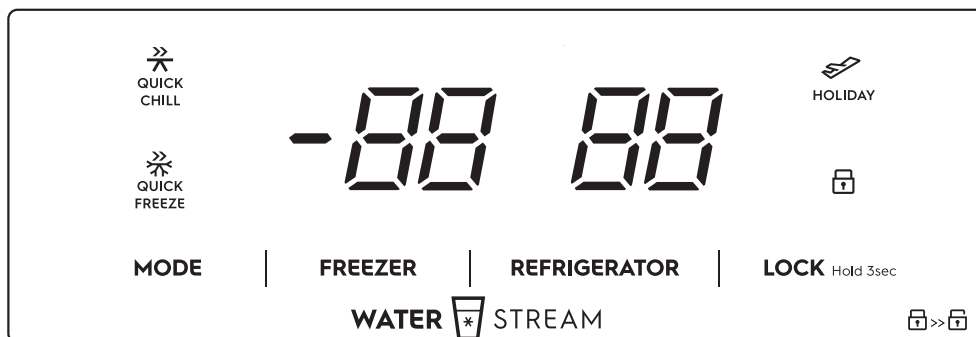 QUICK
CHILL
-88 88
HOLIDAY
QUICK
FREEZE
MODE
FREEZER
REFRIGERATOR
LOCK Hold 3sec
WATER STREAM